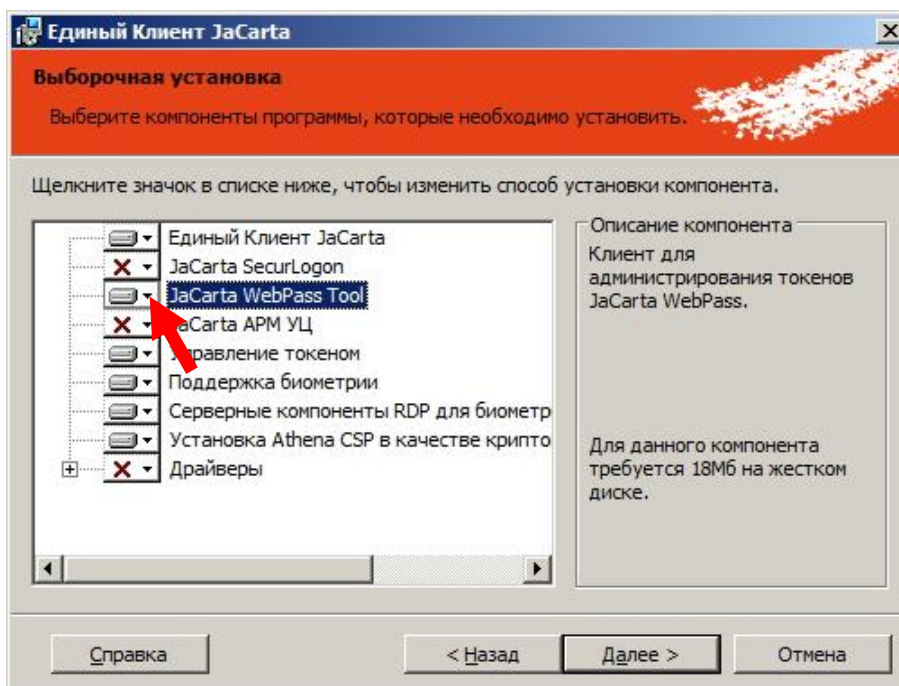 Единый Клиент JaCarta
Выборочная установка
Выберите компоненты программы, которые необходимо установить.
Щелкните значок в списке ниже, чтобы изменить способ установки компонента.
Единый Клиент JaCarta
JaCarta SecurLogon
JaCarta WebPass Tool
JaCarta АРМ УЦ
Управление токеном
Поддержка биометрии
Серверные компоненты RDP для биометр
Установка Athena CSP в качестве крипто
Драйверы
Описание компонента
Клиент для
администрирования токенов
JaCarta WebPass.
Для данного компонента
требуется 18Мб на жестком
диске.
Справка
< Назад
Далее >
Отмена